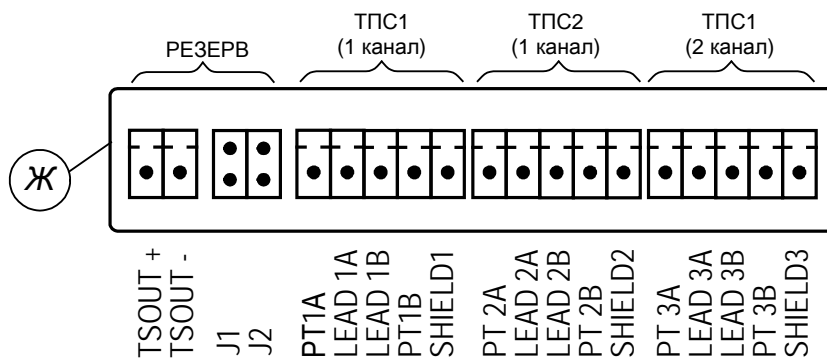 РЕЗЕРВ
ТПС1
(1 канал)
ТПС2
(1 канал)
ТПС1
(2 канал)
Ж
TSOUT +
TSOUT -
J1
J2
PT1A
LEAD 1A
LEAD 1B
PT1B
SHIELD1
PT 2A
LEAD 2A
LEAD 2B
PT 2B
SHIELD2
PT 3A
LEAD 3A
LEAD 3B
PT 3B
SHIELD3